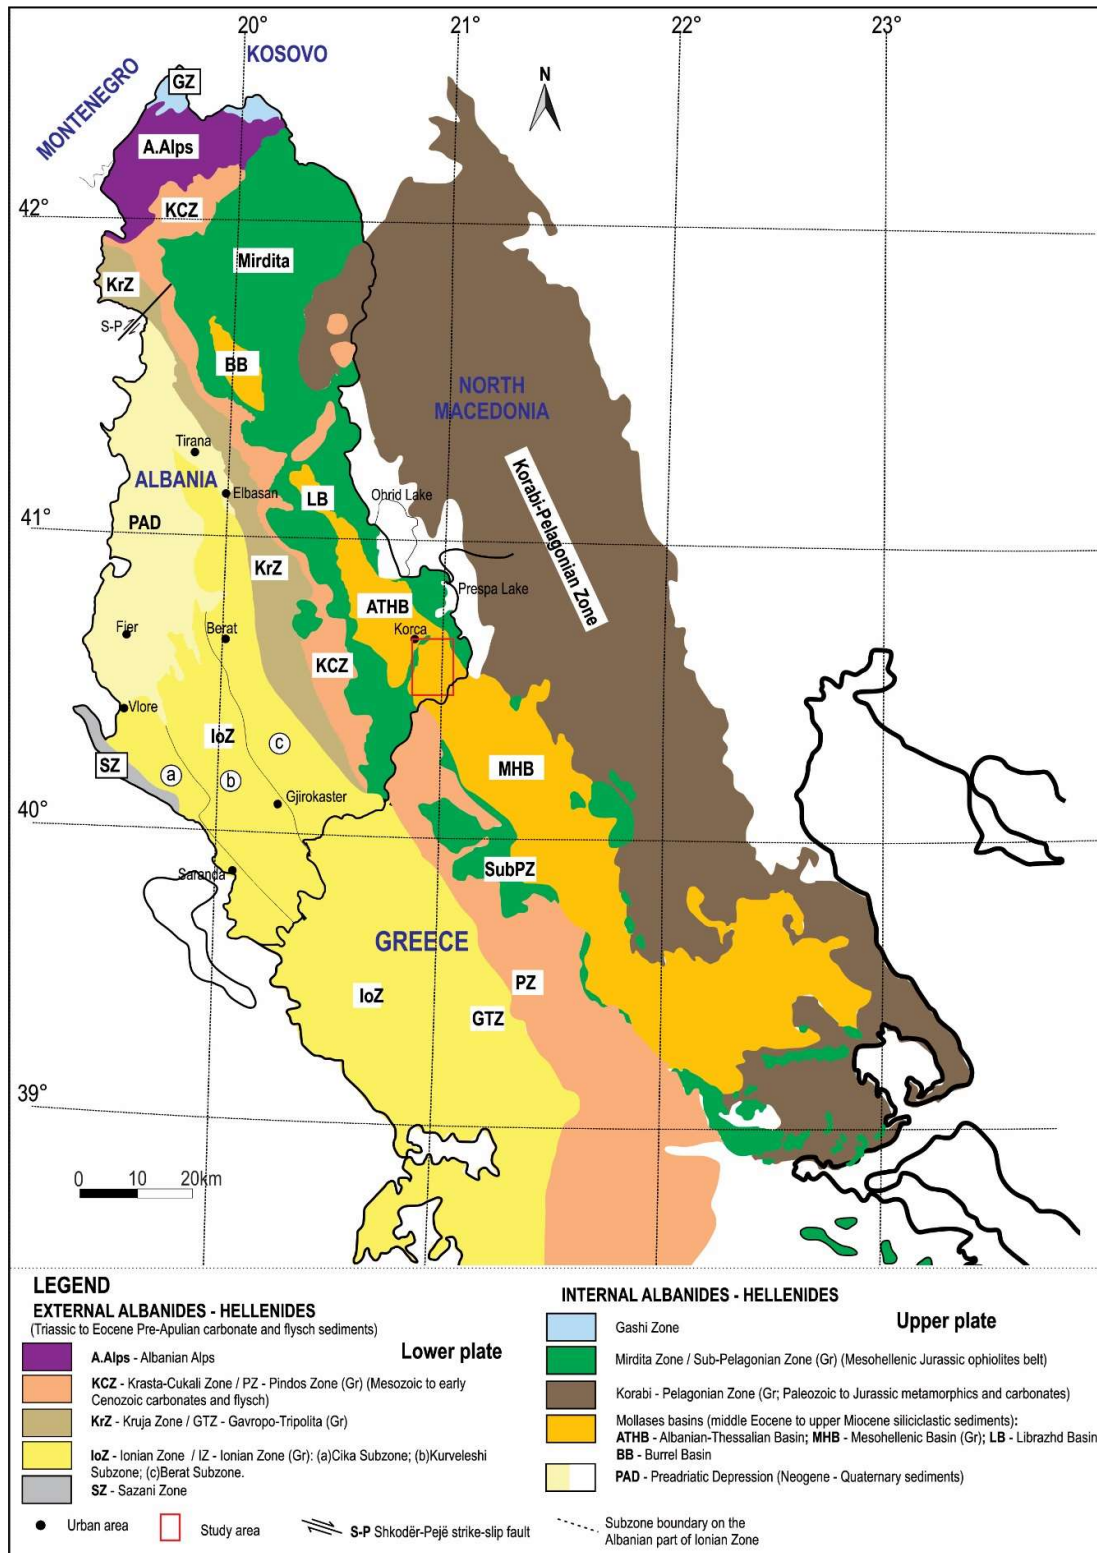 20°
21°
22°
23°
KOSOVO
MONTENEGRO
GZ
N
A.Alps
42°
KCZ
Mirdita
KrZ
S-P
BB
NORTH
MACEDONIA
Tirana
ALBANIA
Elbasan
LB
Ohrid Lake
Korabi-Pelagonian Zone
41°
PAD
KrZ
Prespa Lake
ATHB
Fier
Berat
Korca
KCZ
Vlore
IoZ
c
SZ
a
b
MHB
Gjirokaster
40°
Saranda
SubPZ
GREECE
PZ
IoZ
GTZ
39°
0 10 20km
LEGEND
EXTERNAL ALBANIDES - HELLENIDES
(Triassic to Eocene Pre-Apulian carbonate and flysch sediments)
Lower plate
A.Alps - Albanian Alps
KCZ - Krasta-Cukali Zone / PZ - Pindos Zone (Gr) (Mesozoic to early
Cenozoic carbonates and flysch)
KrZ - Kruja Zone / GTZ - Gavropo-Tripolita (Gr)
IoZ - Ionian Zone / IZ - Ionian Zone (Gr): (a)Cika Subzone; (b)Kurveleshi
Subzone; (c)Berat Subzone.
SZ - Sazani Zone
INTERNAL ALBANIDES - HELLENIDES
Upper plate
Gashi Zone
Mirdita Zone / Sub-Pelagonian Zone (Gr) (Mesohellenic Jurassic ophiolites belt)
Korabi - Pelagonian Zone (Gr; Paleozoic to Jurassic metamorphics and carbonates)
Mollases basins (middle Eocene to upper Miocene siliciclastic sediments):
ATHB - Albanian-Thessalian Basin; MHB - Mesohellenic Basin (Gr); LB - Librazhd Basin
BB - Burrel Basin
PAD - Preadriatic Depression (Neogene - Quaternary sediments)
Urban area
Study area
S-P Shkodër-Pejë strike-slip fault
Subzone boundary on the
Albanian part of Ionian Zone